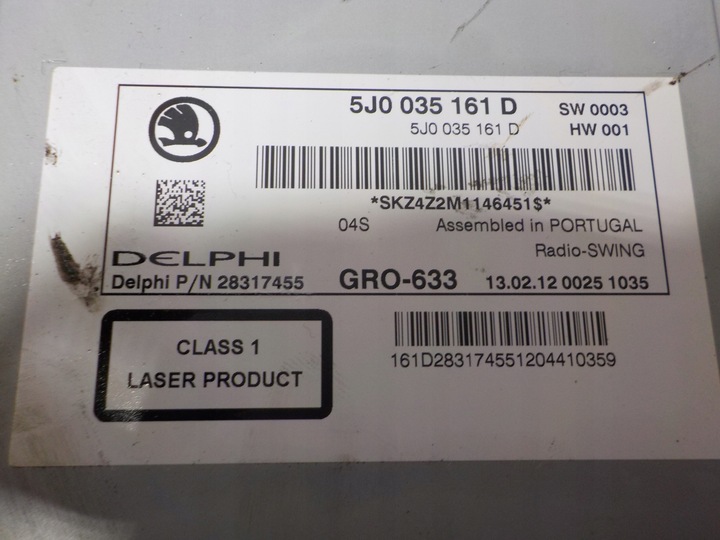 5J0 035 161 D SW 0003
5J0 035 161 D HW 001
*SKZ4Z2M1146451$*
04S Assembled in PORTUGAL
Radio-SWING
DELPHI
Delphi P/N 28317455 GRO-633 13.02.12 0025 1035
CLASS 1
LASER PRODUCT
161D283174551204410359